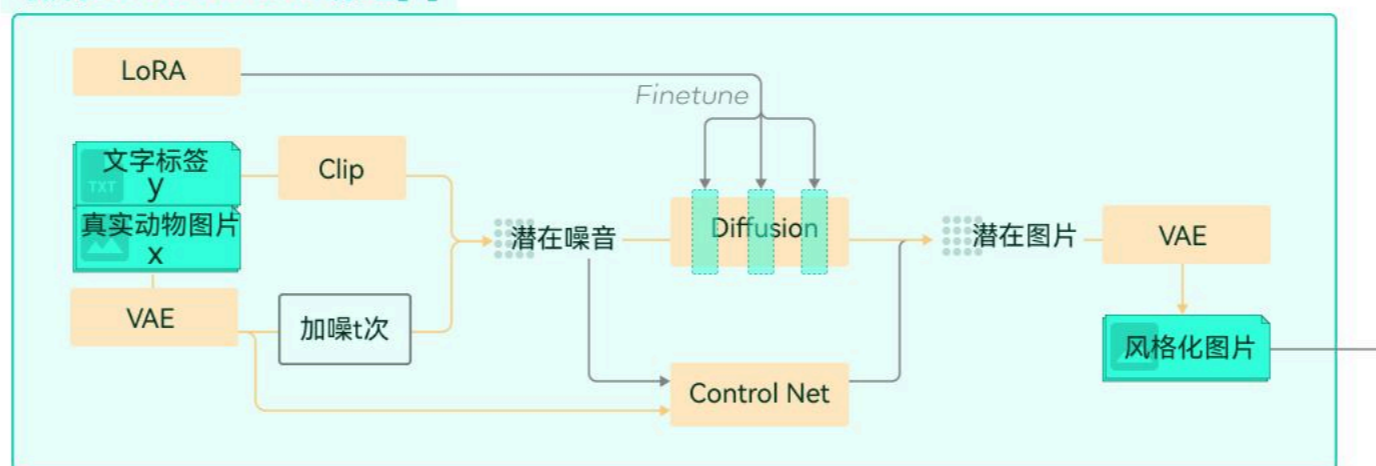 LoRA
Finetune
文字标签
TXT
y
Clip
真实动物图片
x
潜在噪音
Diffusion
潜在图片
VAE
VAE
加噪t次
风格化图片
Control Net